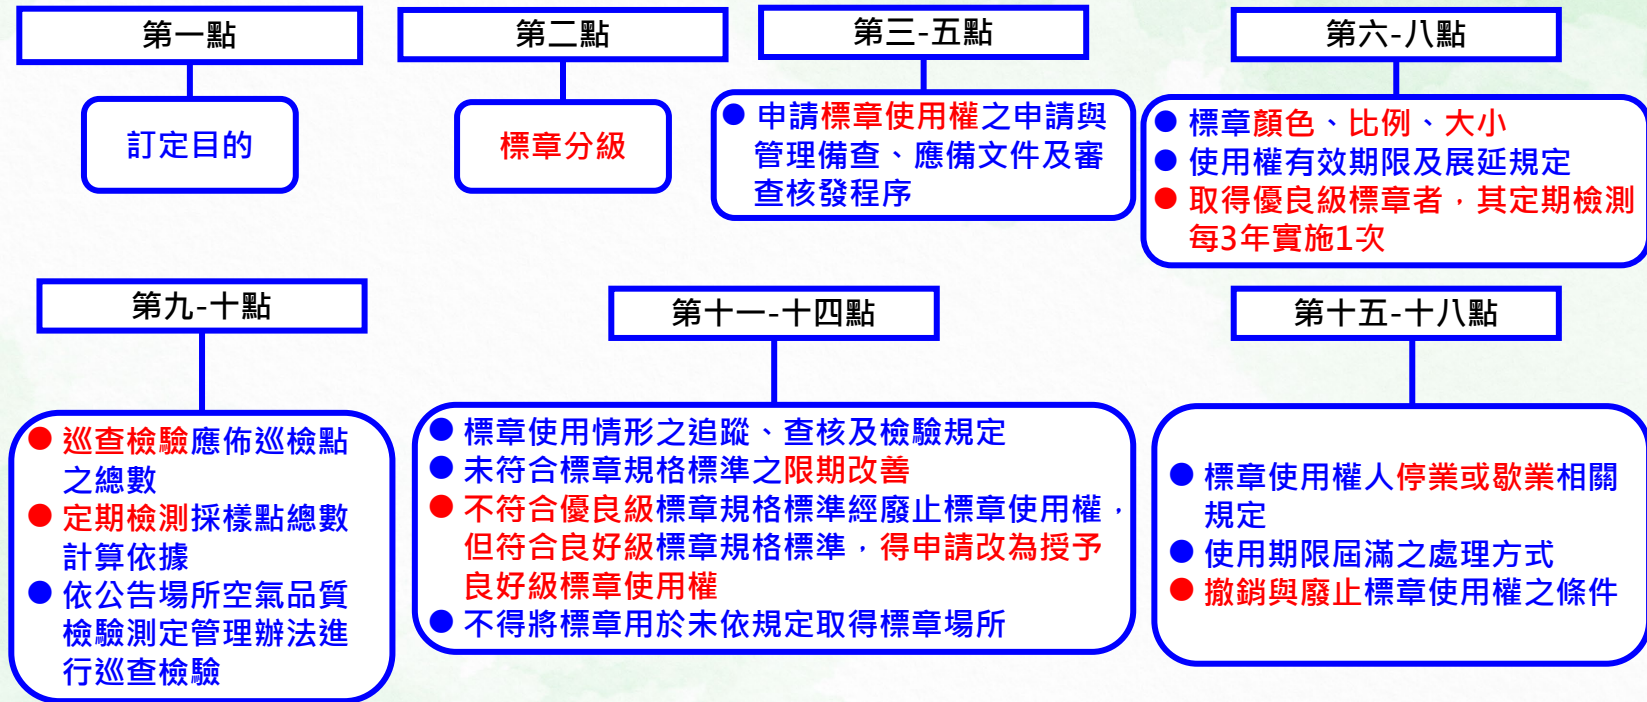 第一點
訂定目的
第二點
標章分級
第三-五點
● 申請標章使用權之申請與
管理備查、應備文件及審
查核發程序
第六-八點
● 標章顏色、比例、大小
● 使用權有效期限及展延規定
● 取得優良級標章者，其定期檢測
每3年實施1次
第九-十點
● 巡查檢驗應佈巡檢點
之總數
● 定期檢測採樣點總數
計算依據
● 依公告場所空氣品質
檢驗測定管理辦法進
行巡查檢驗
第十一-十四點
● 標章使用情形之追蹤、查核及檢驗規定
● 未符合標章規格標準之限期改善
● 不符合優良級標章規格標準經廢止標章使用權，
但符合良好級標章規格標準，得申請改為授予
良好級標章使用權
● 不得將標章用於未依規定取得標章場所
第十五-十八點
● 標章使用權人停業或歇業相關
規定
● 使用期限屆滿之處理方式
● 撤銷與廢止標章使用權之條件